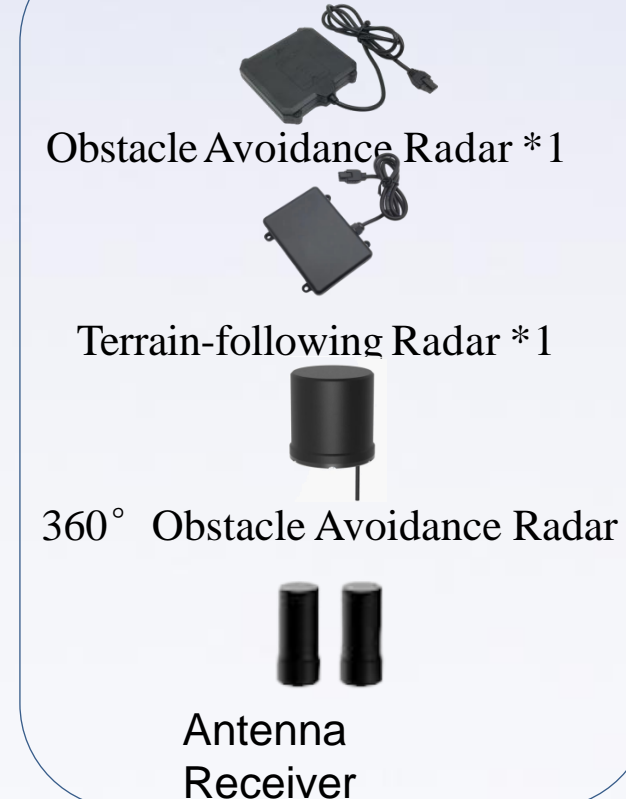 Obstacle Avoidance Radar *1
Terrain-following Radar *1
360° Obstacle Avoidance Radar
Antenna
Receiver